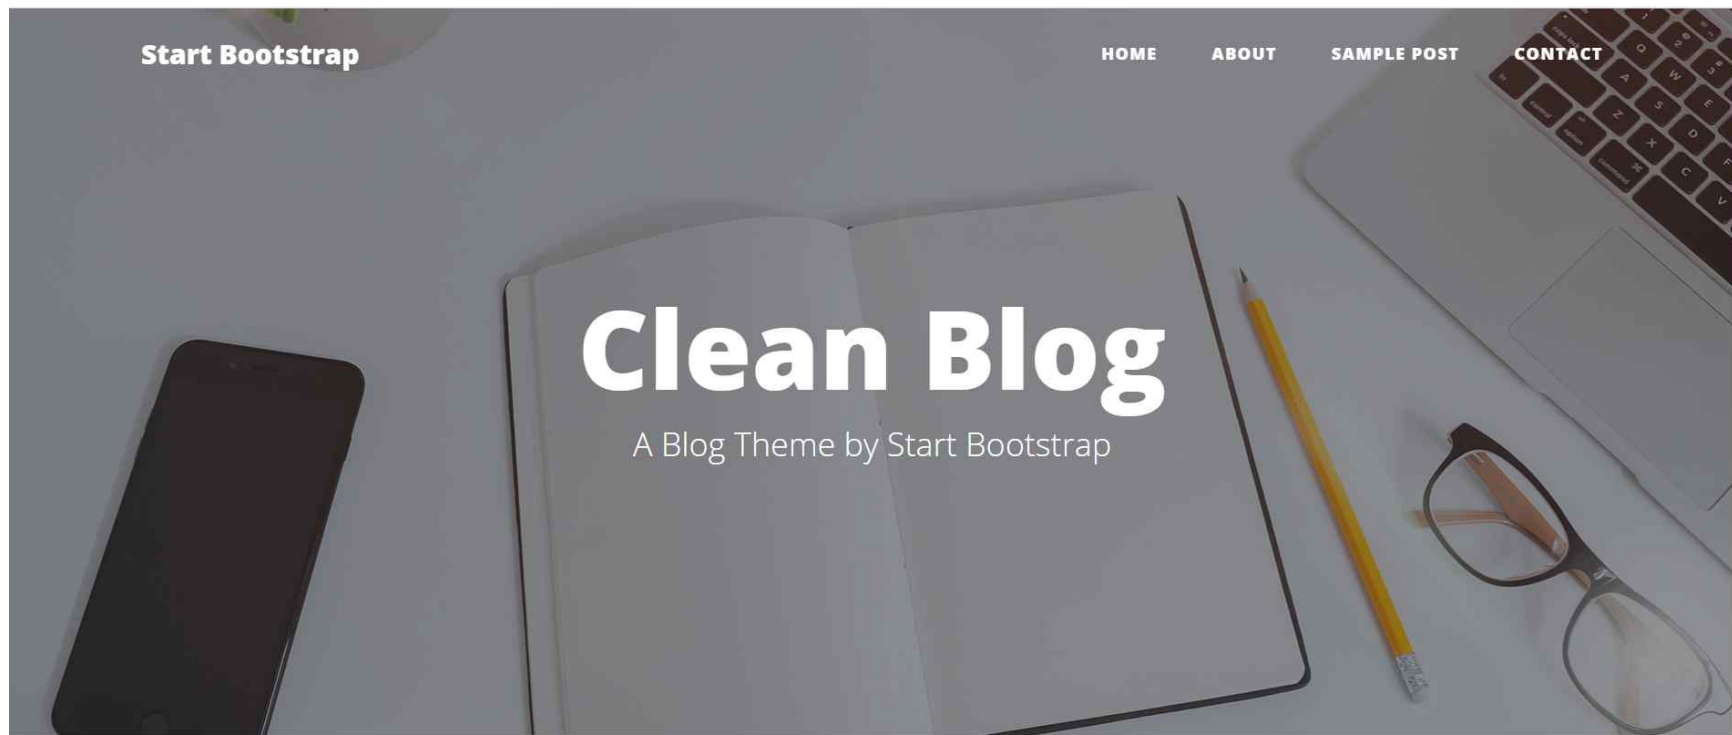 Start Bootstrap
HOME ABOUT SAMPLE POST CONTACT
Clean Blog
A Blog Theme by Start Bootstrap